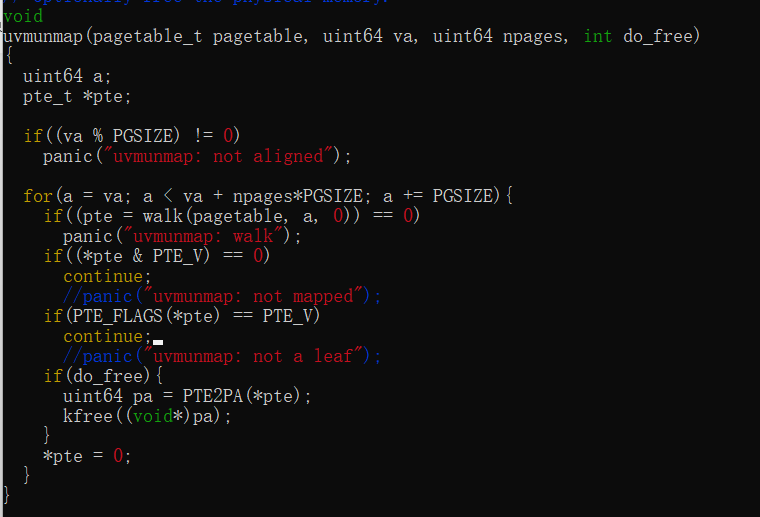 // optionally free the physical memory.
void
uvmunmap(pagetable_t pagetable, uint64 va, uint64 npages, int do_free)
{
  uint64 a;
  pte_t *pte;

  if((va % PGSIZE) != 0)
    panic("uvmunmap: not aligned");

  for(a = va; a < va + npages*PGSIZE; a += PGSIZE){
    if((pte = walk(pagetable, a, 0)) == 0)
      panic("uvmunmap: walk");
    if((*pte & PTE_V) == 0)
      continue;
      //panic("uvmunmap: not mapped");
    if(PTE_FLAGS(*pte) == PTE_V)
      continue;
      //panic("uvmunmap: not a leaf");
    if(do_free){
      uint64 pa = PTE2PA(*pte);
      kfree((void*)pa);
    }
    *pte = 0;
  }
}